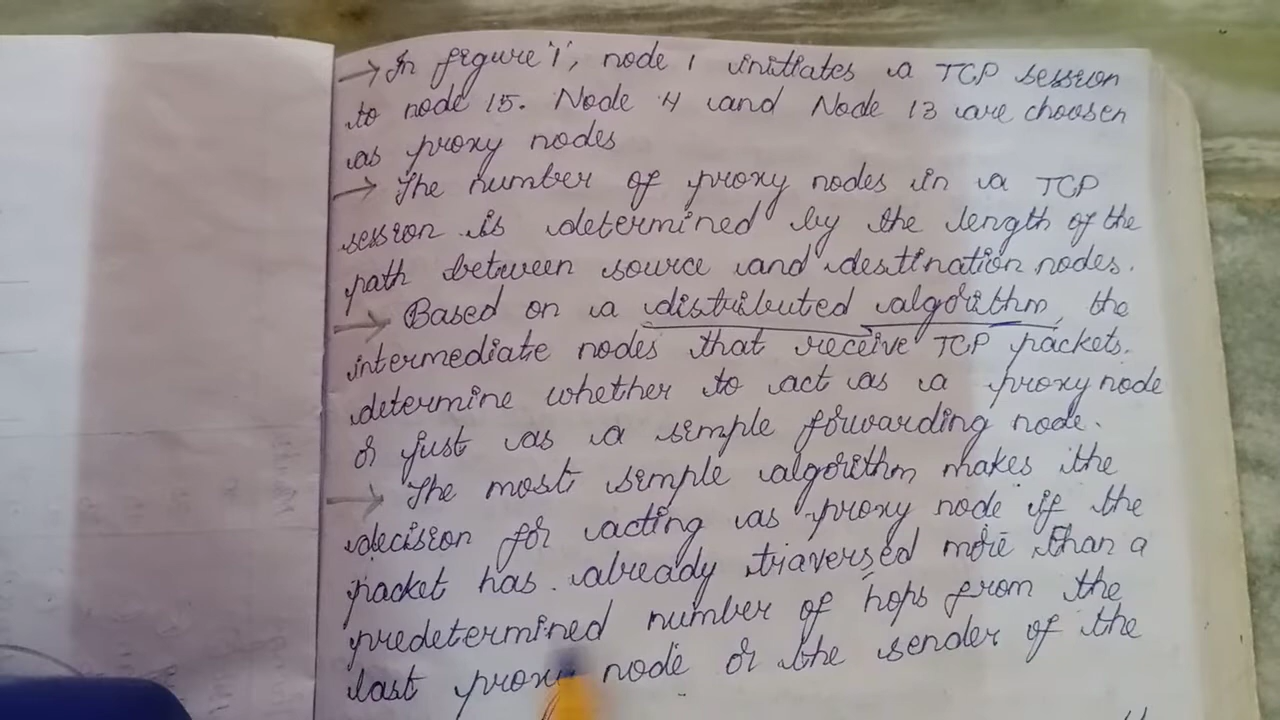 → In figure '1', node 1 initiates a TCP session
to node 15. Node 4 and Node 13 are choosen
as proxy nodes
→ The number of proxy nodes in a TCP
session is determined by the length of the
path between source and destination nodes.
→ Based on a distributed algorithm, the
intermediate nodes that receive TCP packets.
determine whether to act as a proxy node
or just as a simple forwarding node.
→ The most simple algorithm makes the
decision for acting as proxy node if the
packet has already traversed more than a
predetermined number of hops from the
last proxy node or the sender of the